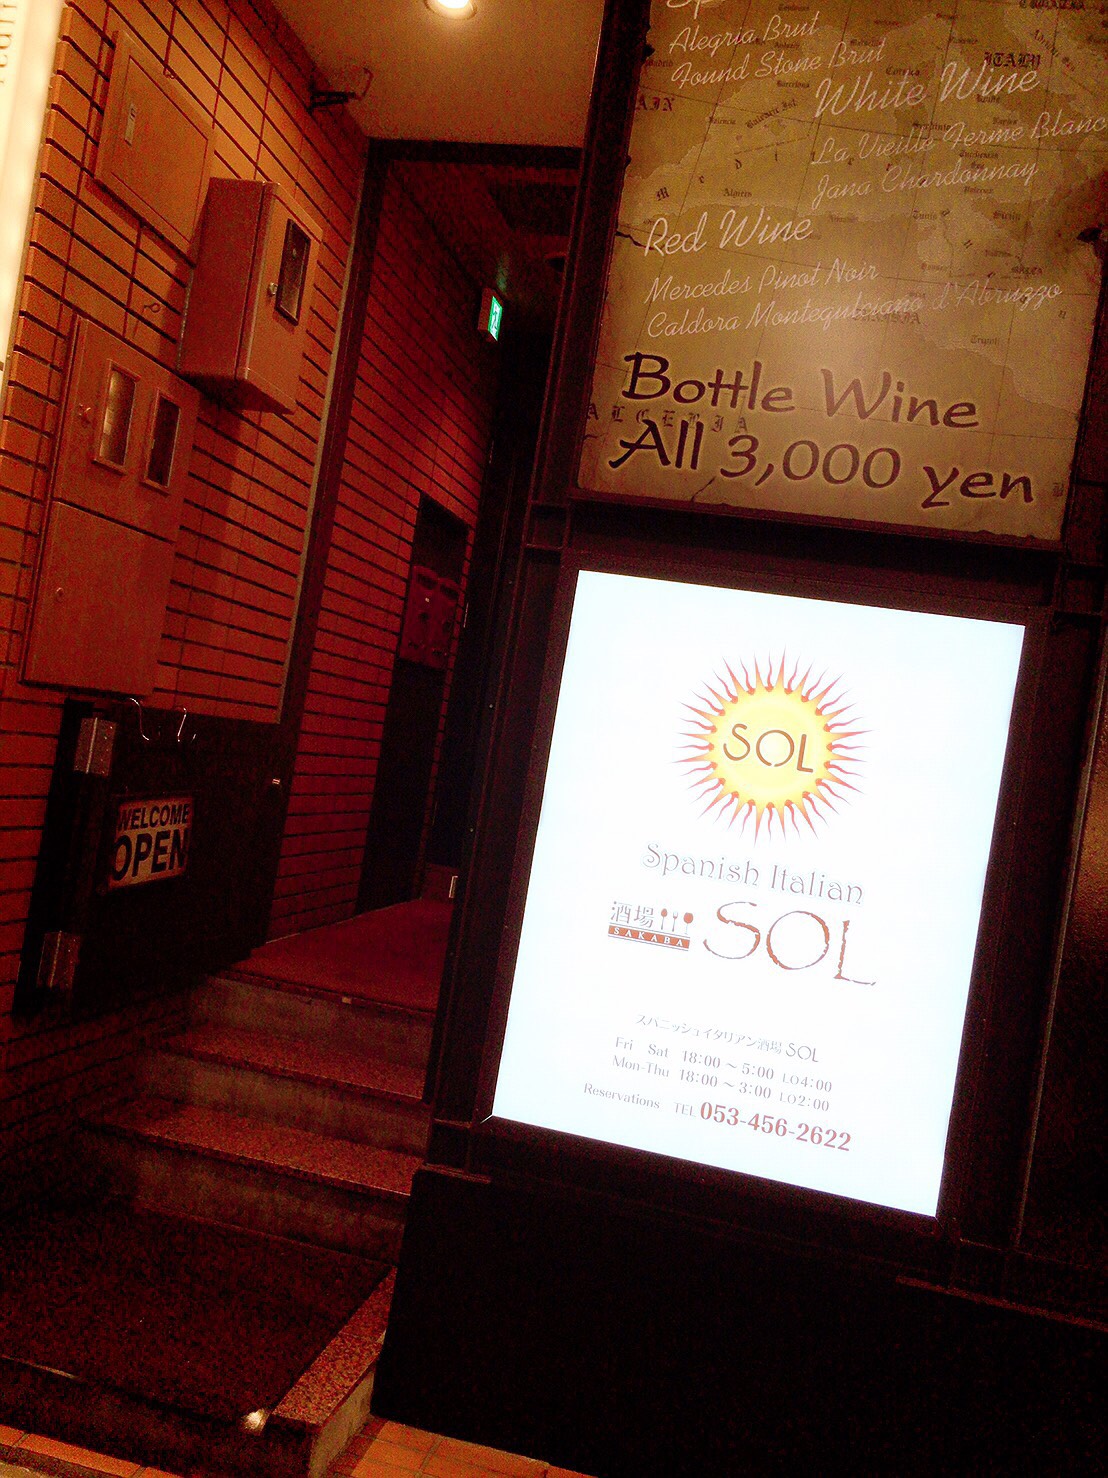 Alegria Brut
Found Stone Brut
White Wine
La Vieille Ferme Blanc
Jana Chardonnay
Red Wine
Mercedes Pinot Noir
Caldora Montepulciano d'Abruzzo
Bottle Wine
All 3,000 yen
ITALY
ALGERIA
WELCOME
OPEN
SOL
Spanish Italian
酒場 SOL
SAKABA
スパニッシュイタリアン酒場 SOL
Fri Sat 18:00 ~ 5:00 LO4:00
Mon-Thu 18:00 ~ 3:00 LO2:00
Reservations TEL 053-456-2622